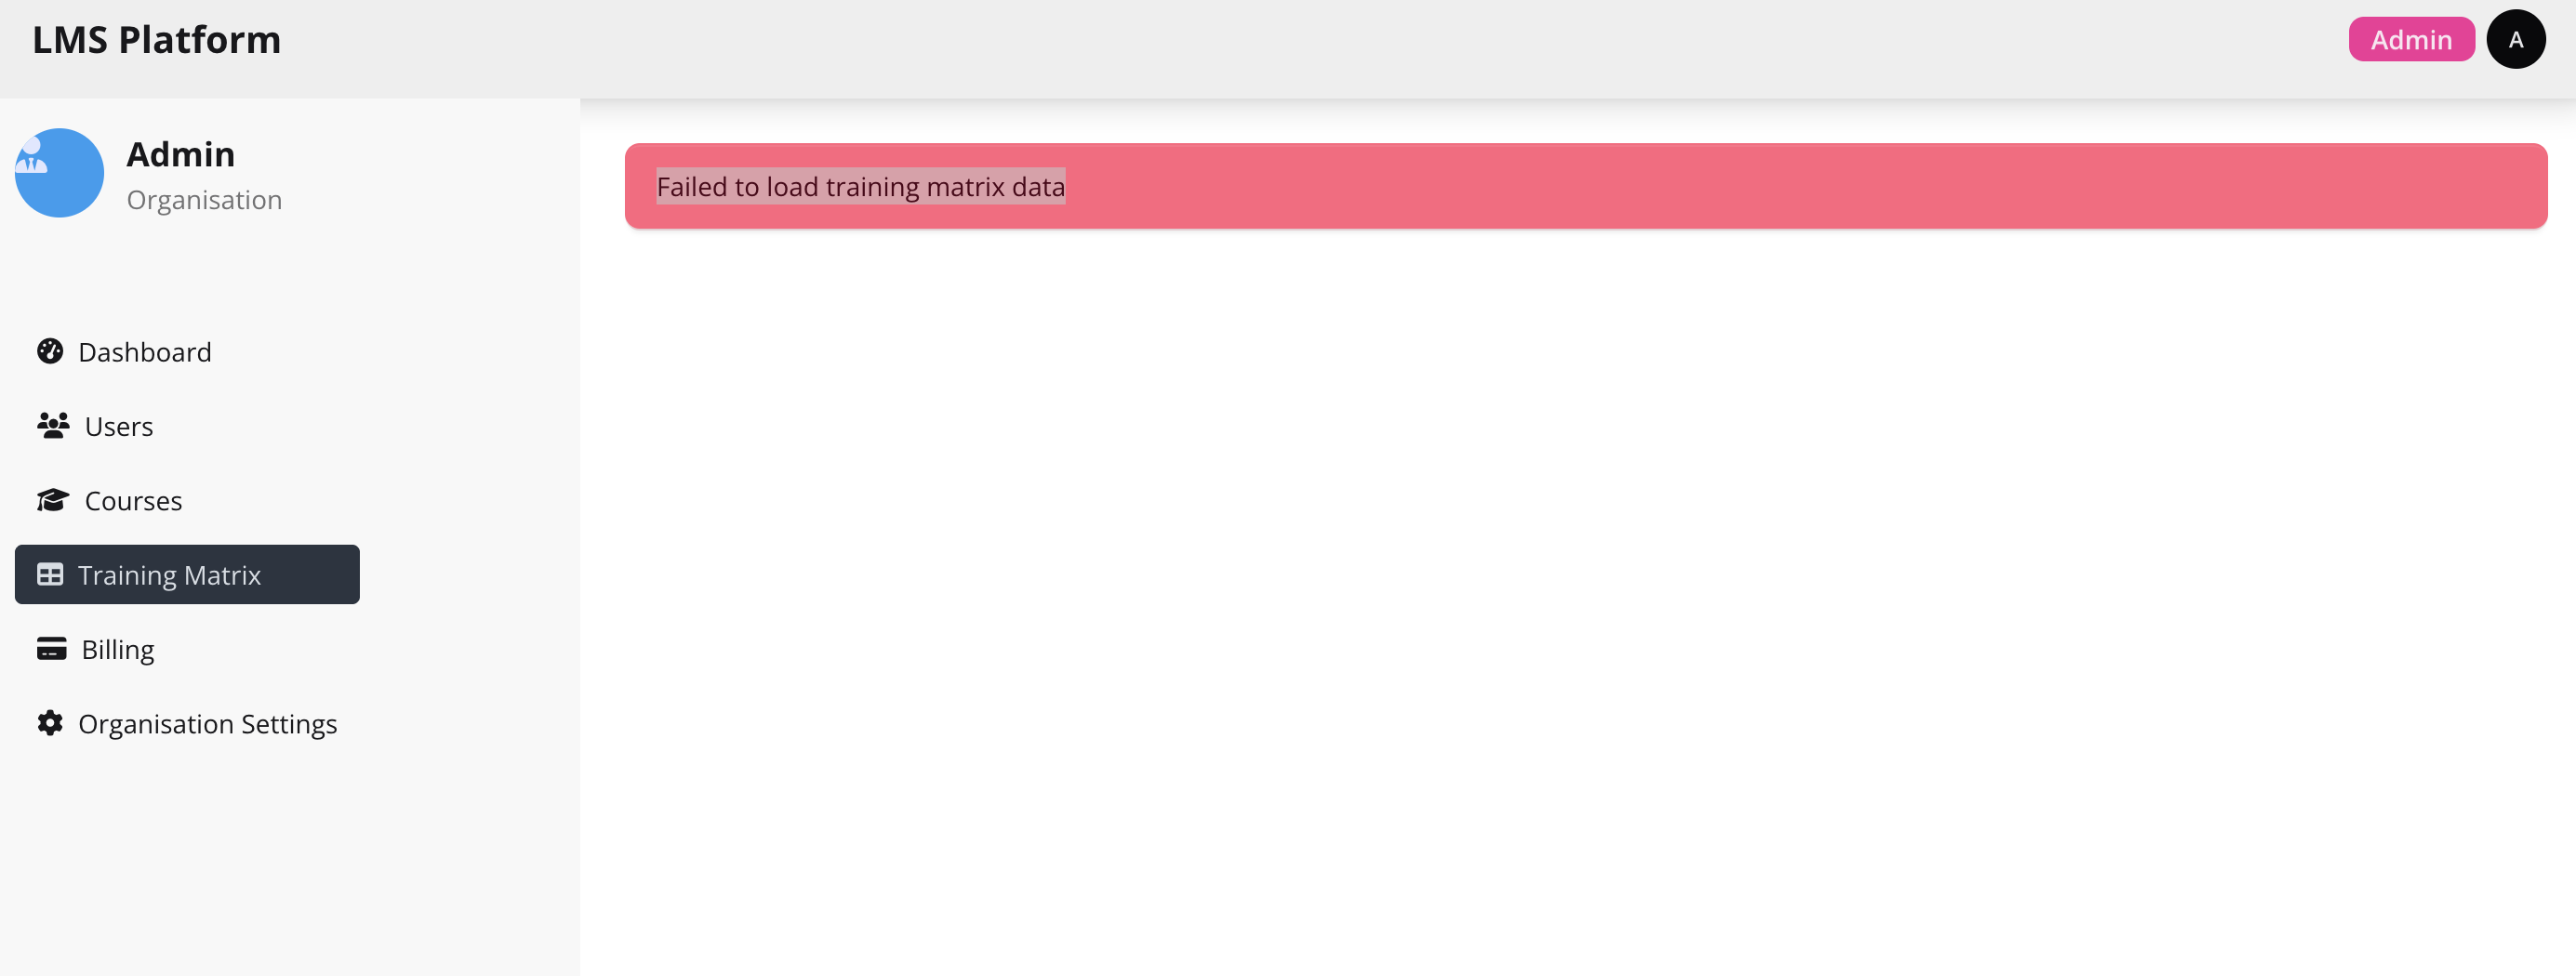 LMS Platform
Admin
A
Admin
Organisation
Failed to load training matrix data
Dashboard
Users
Courses
Training Matrix
Billing
Organisation Settings